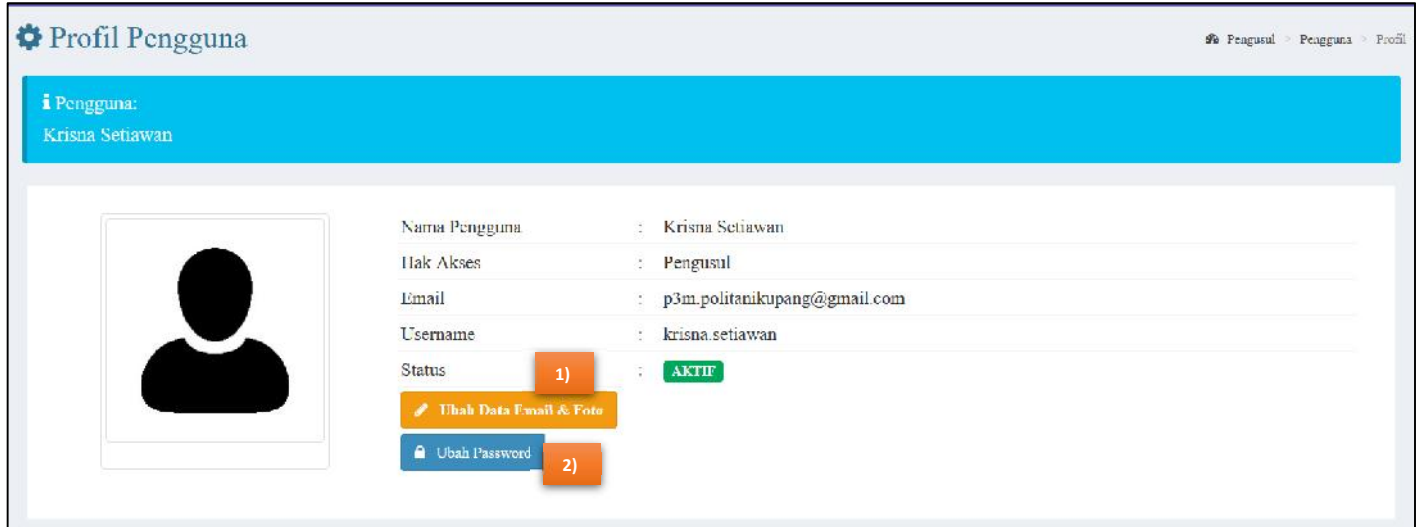 Profil Pengguna
Pengusul > Pengguna > Profil
Pengguna:
Krisna Setiawan
Nama Pengguna : Krisna Setiawan
Hak Akses : Pengusul
Email : p3m.politanikupang@gmail.com
Username : krisna.setiawan
Status : AKTIF
1)
Ubah Data Email & Foto
Ubah Password
2)